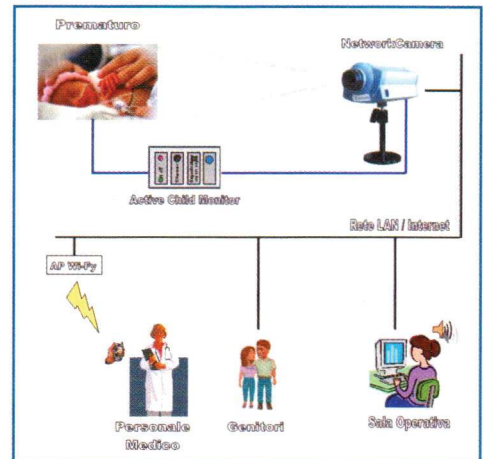 Prematuro
NetworkCamera
Active Child Monitor
Rete LAN / Internet
AP Wi-Fy
Personale
Medico
Genitori
Sala Operativa